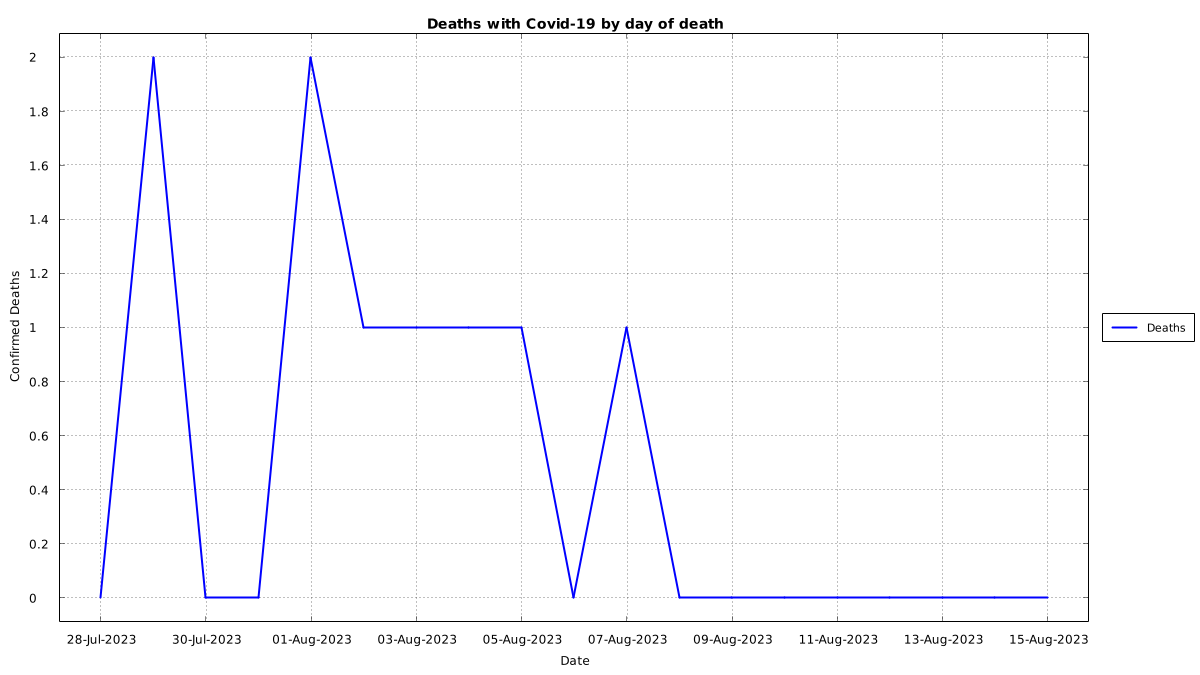 Deaths with Covid-19 by day of death
2
1.8
1.6
1.4
1.2
1
0.8
0.6
0.4
0.2
0
Confirmed Deaths
Deaths
28-Jul-2023 30-Jul-2023 01-Aug-2023 03-Aug-2023 05-Aug-2023 07-Aug-2023 09-Aug-2023 11-Aug-2023 13-Aug-2023 15-Aug-2023
Date